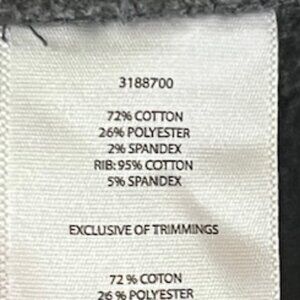 3188700
72% COTTON
26% POLYESTER
2% SPANDEX
RIB: 95% COTTON
5% SPANDEX
EXCLUSIVE OF TRIMMINGS
72 % COTON
26 % POLYESTER